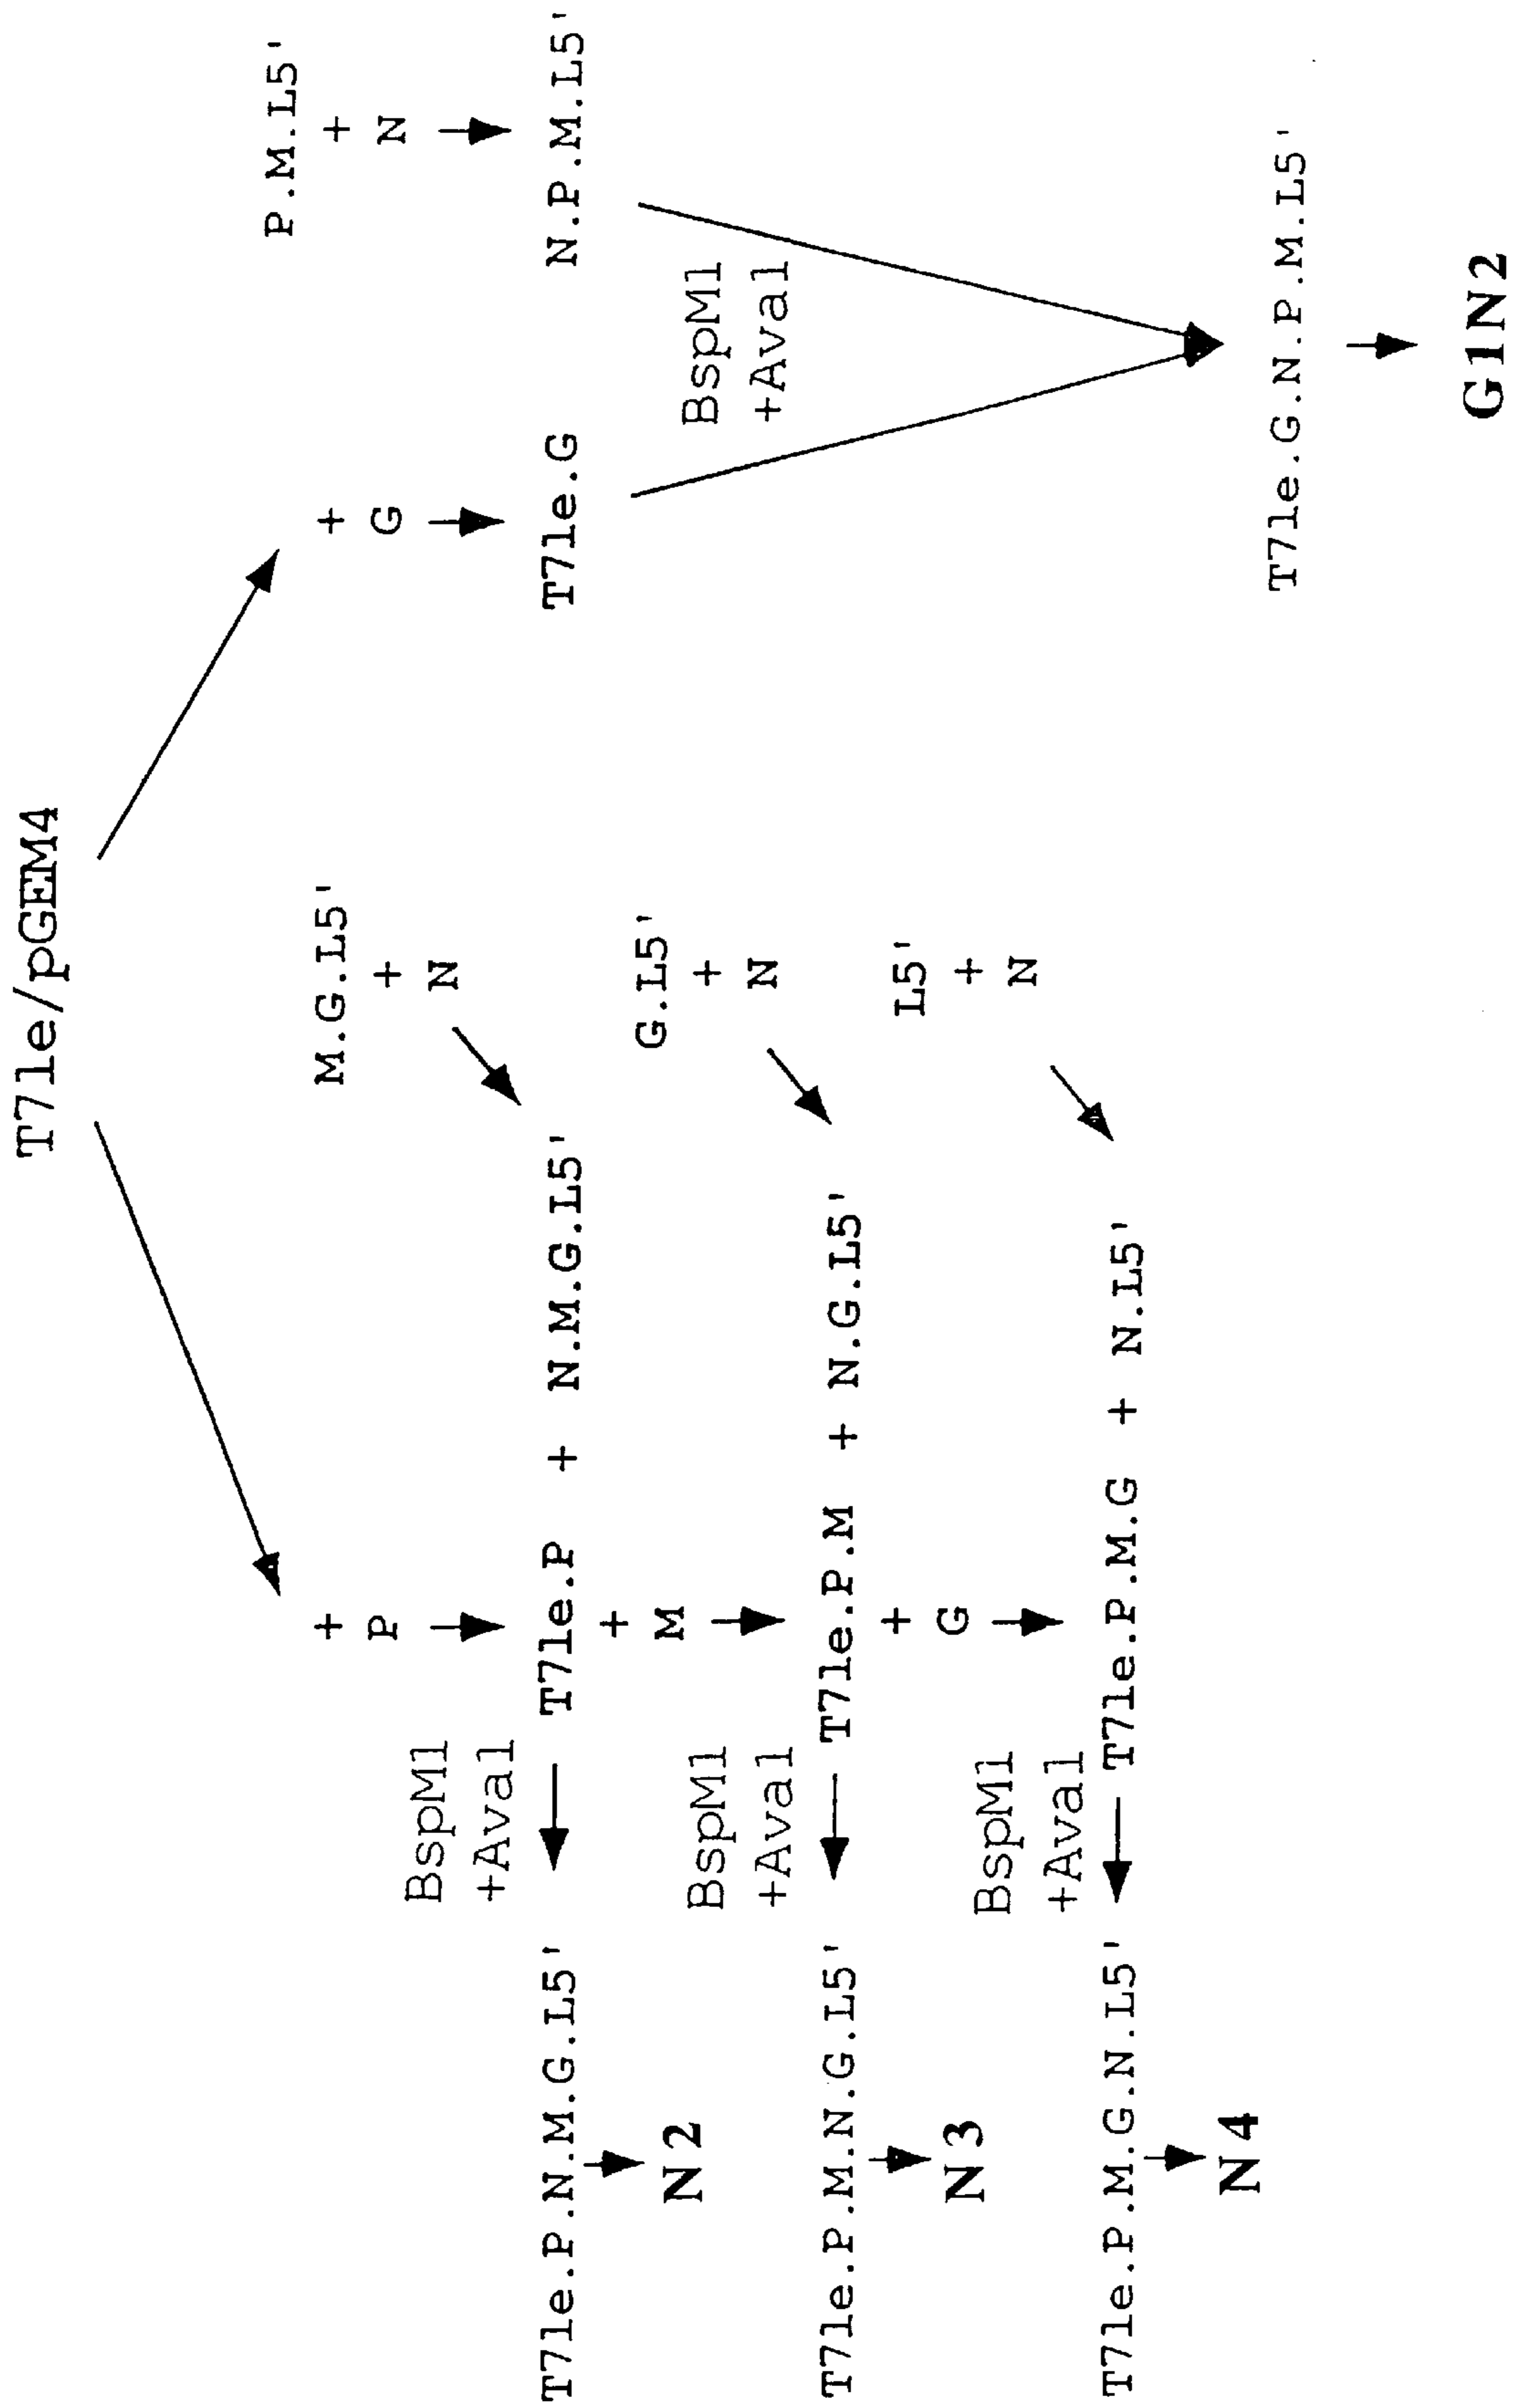 T7le/pGEM4
+
P
M.G.L5'
+
N
+
G
P.M.L5'
+
N
BspM1
+Ava1
T7le.P.N.M.G.L5'
T7le.P + N.M.G.L5'
T7le.G
N.P.M.L5'
N2
+
M
G.L5'
+
N
BspM1
+Ava1
BspM1
+Ava1
T7le.P.M.N.G.L5'
T7le.P.M + N.G.L5'
N3
+
G
L5'
+
N
BspM1
+Ava1
T7le.P.M.G.N.L5'
T7le.P.M.G + N.L5'
N4
T7le.G.N.P.M.L5'
G1N2